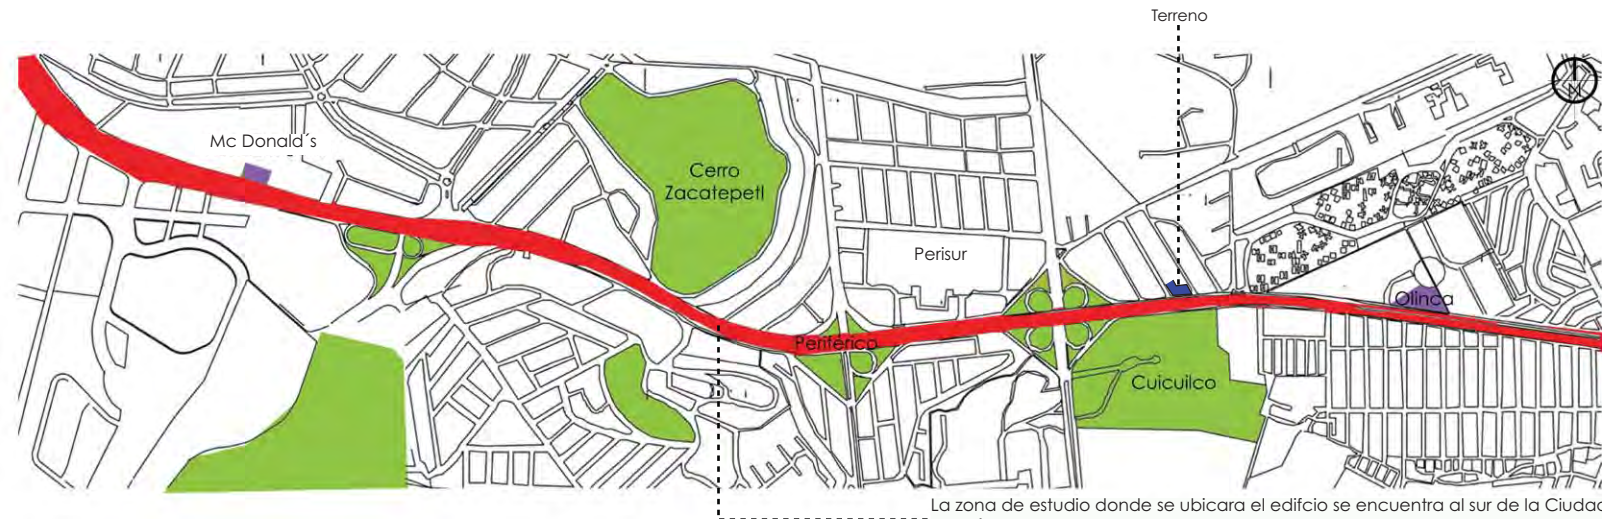 Terreno
N
Mc Donald´s
Cerro
Zacatepetl
Perisur
Olinca
Periférico
Cuicuilco
La zona de estudio donde se ubicara el edifcio se encuentra al sur de la Ciudad